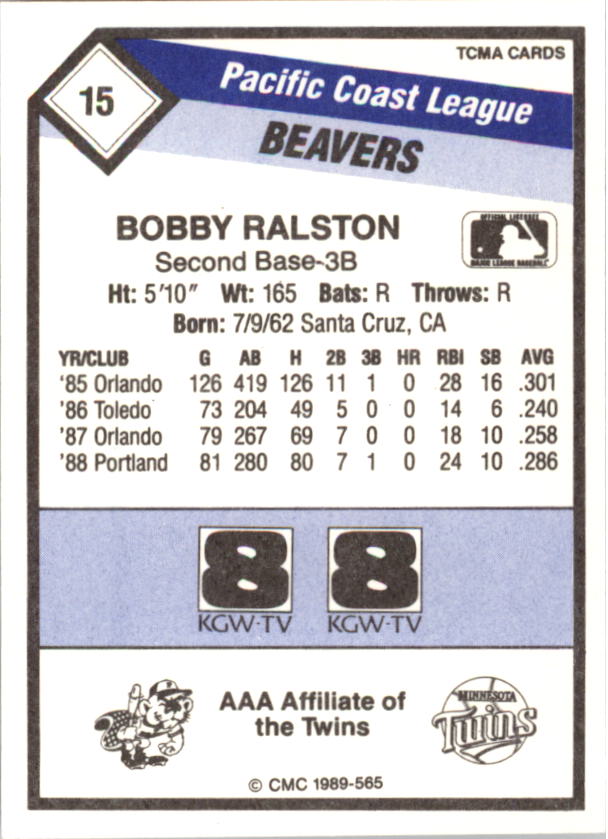 TCMA CARDS
15
Pacific Coast League
BEAVERS
BOBBY RALSTON
OFFICIAL LICENSEE
MAJOR LEAGUE BASEBALL
Second Base-3B
Ht: 5'10" Wt: 165 Bats: R Throws: R
Born: 7/9/62 Santa Cruz, CA
YR/CLUB G AB H 2B 3B HR RBI SB AVG
'85 Orlando 126 419 126 11 1 0 28 16 .301
'86 Toledo 73 204 49 5 0 0 14 6 .240
'87 Orlando 79 267 69 7 0 0 18 10 .258
'88 Portland 81 280 80 7 1 0 24 10 .286
8 8
KGW-TV KGW-TV
AAA Affiliate of
the Twins
MINNESOTA
Twins
© CMC 1989-565